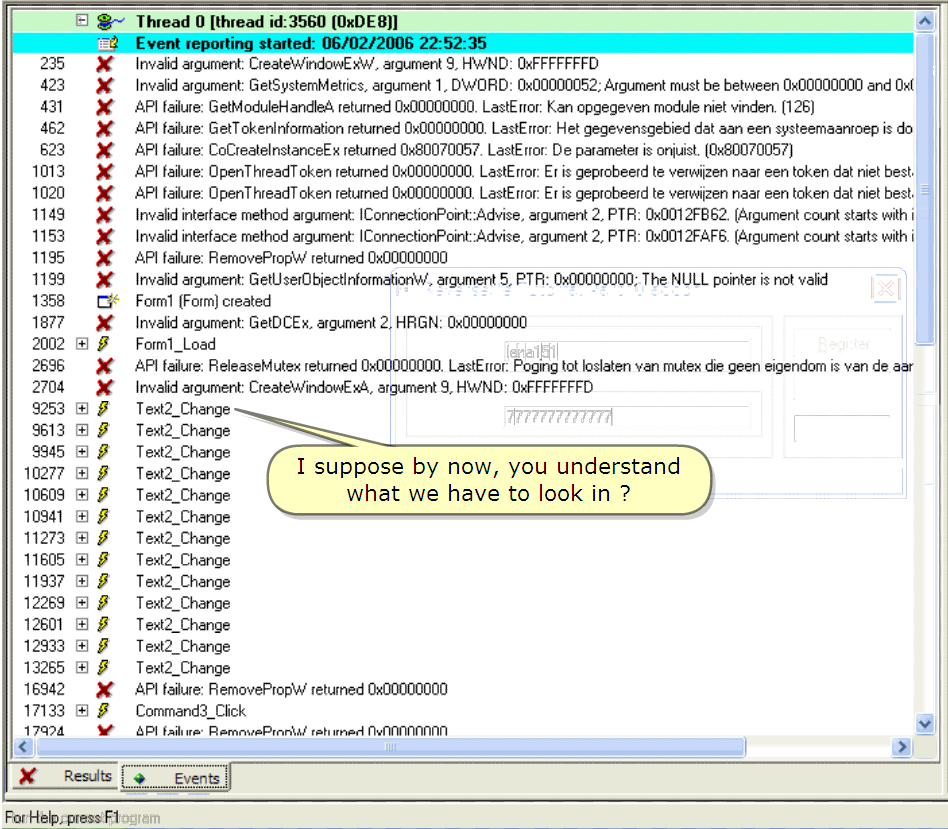 Thread 0 [thread id:3560 (0xDE8)]
Event reporting started: 06/02/2006 22:52:35
235 Invalid argument: CreateWindowExW, argument 9, HWND: 0xFFFFFFFD
423 Invalid argument: GetSystemMetrics, argument 1, DWORD: 0x00000052; Argument must be between 0x00000000 and 0x
431 API failure: GetModuleHandleA returned 0x00000000. LastError: Kan opgegeven module niet vinden. (126)
462 API failure: GetTokenInformation returned 0x00000000. LastError: Het gegevensgebied dat aan een systeemaanroep is do
623 API failure: CoCreateInstanceEx returned 0x80070057. LastError: De parameter is onjuist. (0x80070057)
1013 API failure: OpenThreadToken returned 0x00000000. LastError: Er is geprobeerd te verwijzen naar een token dat niet best
1020 API failure: OpenThreadToken returned 0x00000000. LastError: Er is geprobeerd te verwijzen naar een token dat niet best
1149 Invalid interface method argument: IConnectionPoint::Advise, argument 2, PTR: 0x0012FB62. (Argument count starts with i
1153 Invalid interface method argument: IConnectionPoint::Advise, argument 2, PTR: 0x0012FAF6. (Argument count starts with i
1195 API failure: RemovePropW returned 0x00000000
1199 Invalid argument: GetUserObjectInformationW, argument 5, PTR: 0x00000000; The NULL pointer is not valid
1358 Form1 (Form) created
1877 Invalid argument: GetDCEx, argument 2, HRGN: 0x00000000
2002 Form1_Load
lena151
Register
2696 API failure: ReleaseMutex returned 0x00000000. LastError: Poging tot loslaten van mutex die geen eigendom is van de aan
2704 Invalid argument: CreateWindowExA, argument 9, HWND: 0xFFFFFFFD
9253 Text2_Change
9613 Text2_Change
9945 Text2_Change
10277 Text2_Change
10609 Text2_Change
10941 Text2_Change
11273 Text2_Change
11605 Text2_Change
11937 Text2_Change
12269 Text2_Change
12601 Text2_Change
12933 Text2_Change
13265 Text2_Change
I suppose by now, you understand
what we have to look in ?
16942 API failure: RemovePropW returned 0x00000000
17133 Command3_Click
17924 API failure: RemovePropW returned 0x00000000
Results Events
For Help, press F1